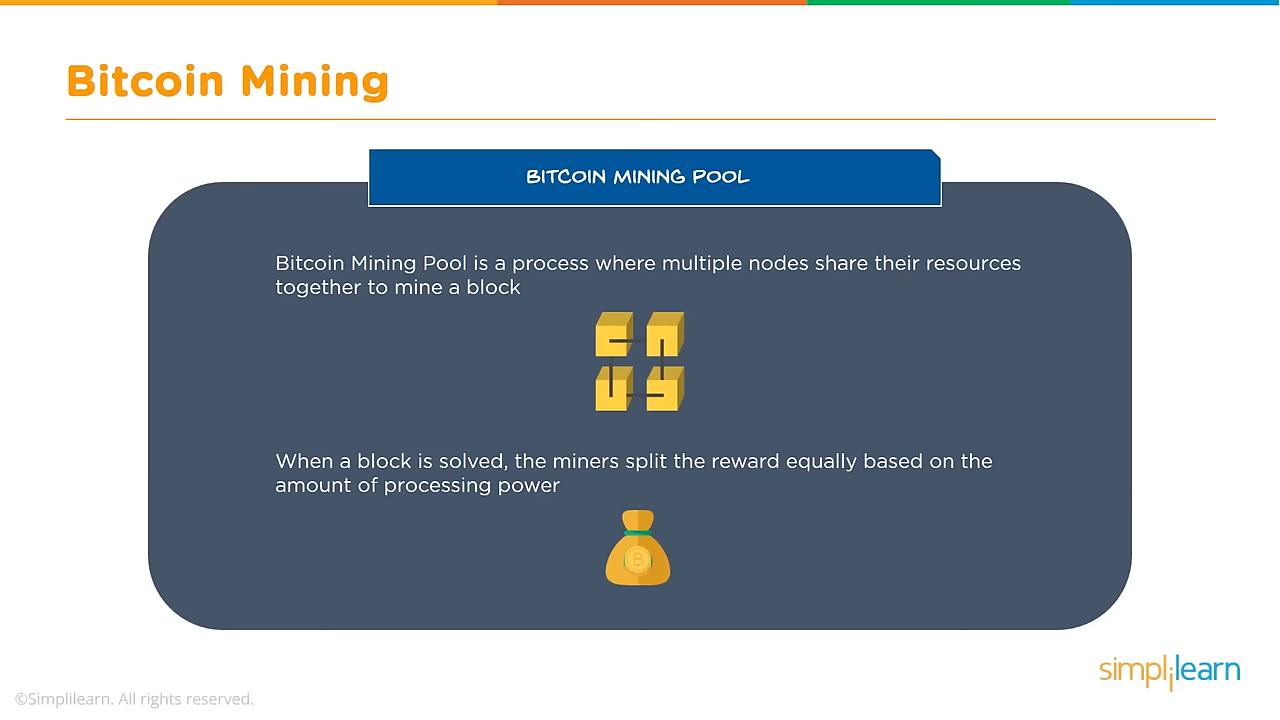 Bitcoin Mining
BITCOIN MINING POOL
Bitcoin Mining Pool is a process where multiple nodes share their resources
together to mine a block
When a block is solved, the miners split the reward equally based on the
amount of processing power
B
simplilearn
©Simplilearn. All rights reserved.